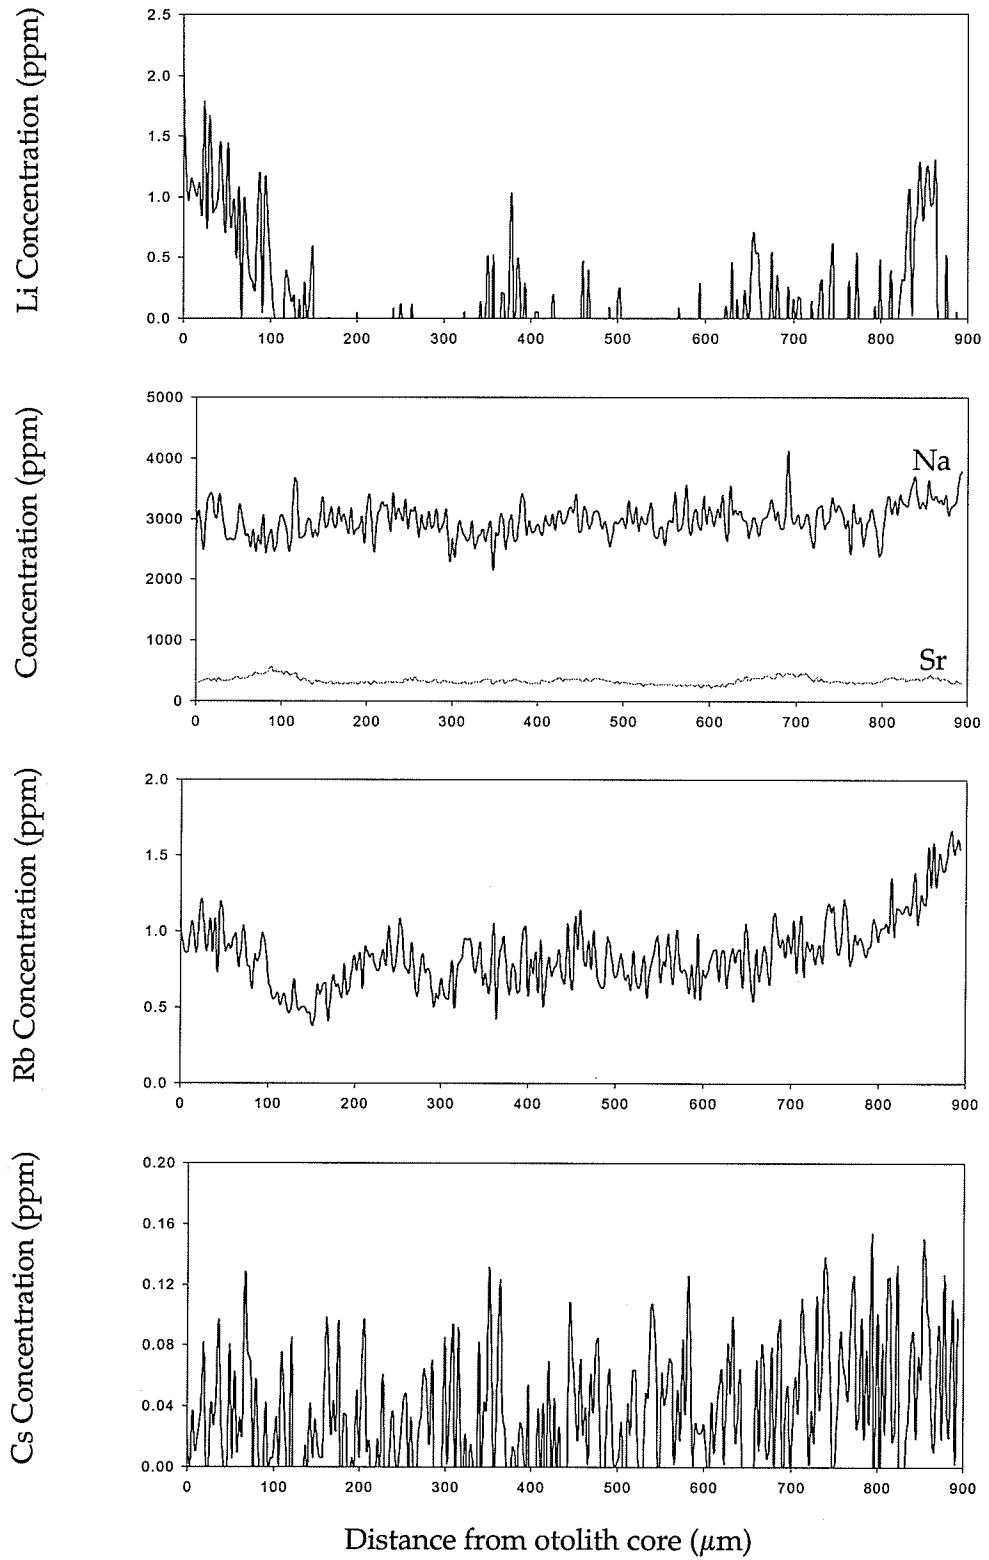 Li Concentration (ppm)
2.5
2.0
1.5
1.0
0.5
0.0
0 100 200 300 400 500 600 700 800 900
Concentration (ppm)
5000
4000
3000
2000
1000
0
Na
Sr
0 100 200 300 400 500 600 700 800 900
Rb Concentration (ppm)
2.0
1.5
1.0
0.5
0.0
0 100 200 300 400 500 600 700 800 900
Cs Concentration (ppm)
0.20
0.16
0.12
0.08
0.04
0.00
0 100 200 300 400 500 600 700 800 900
Distance from otolith core (μm)